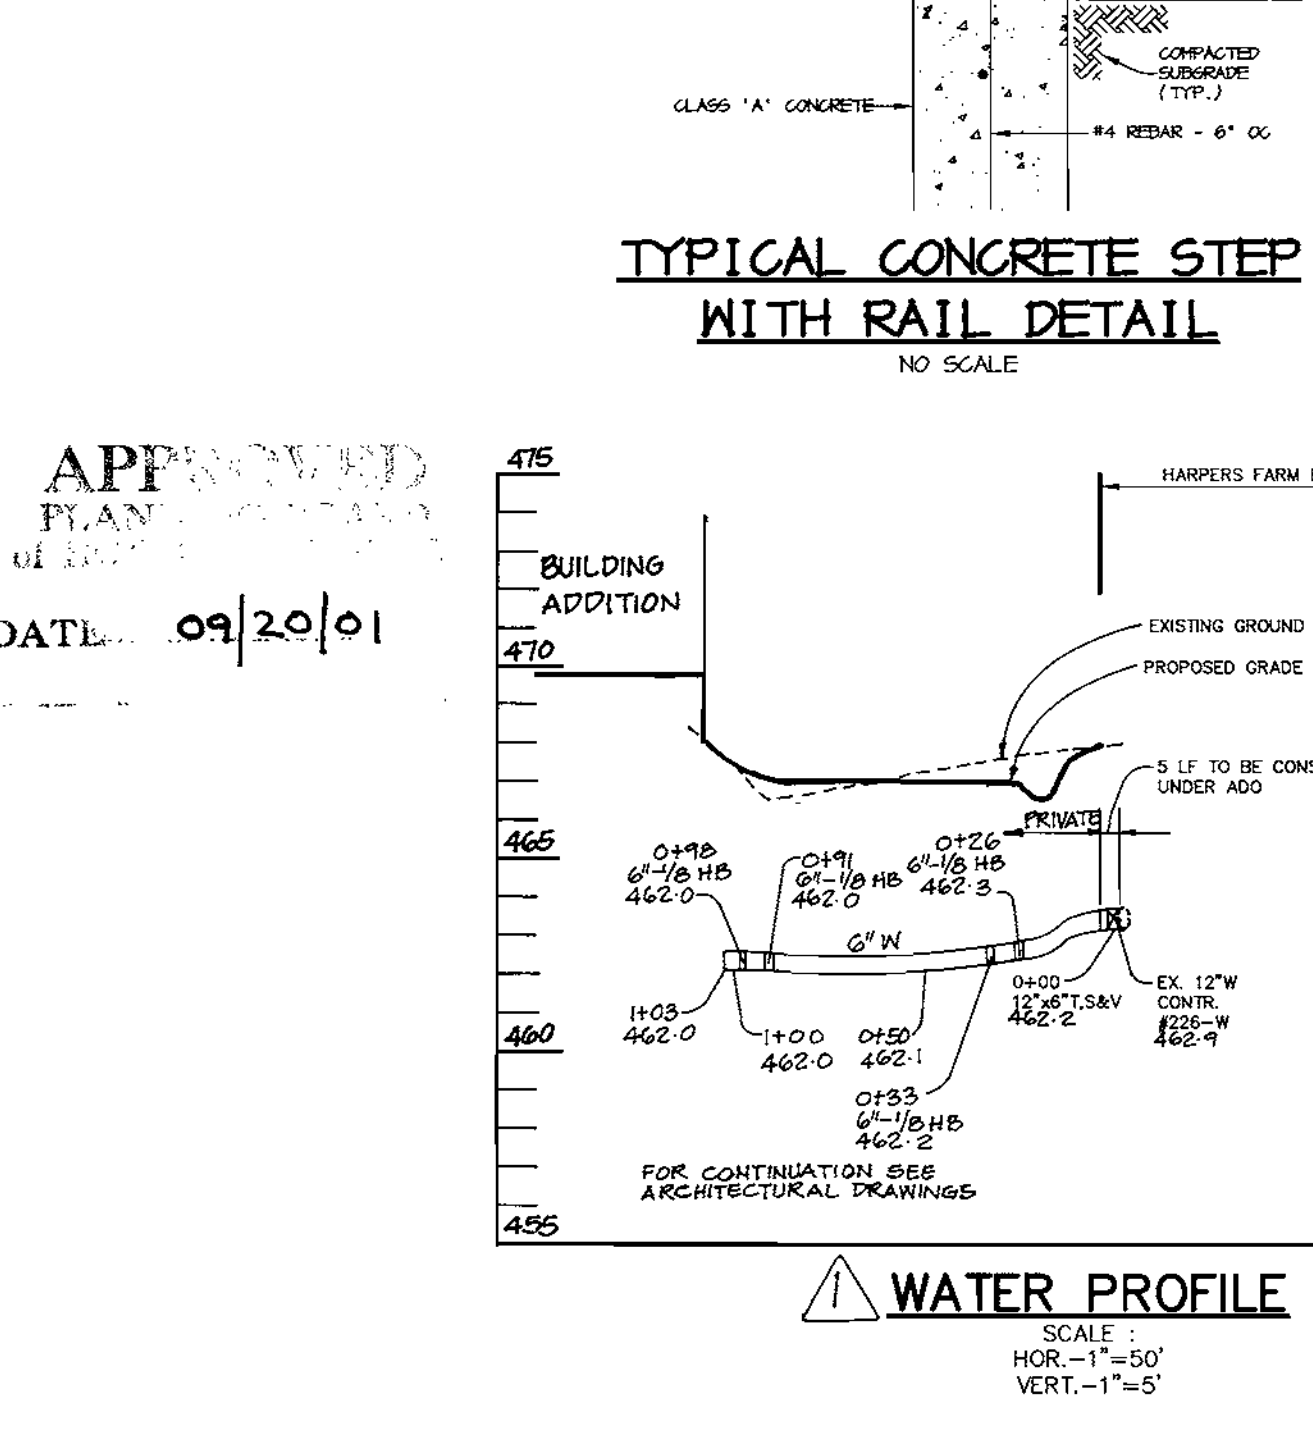 COMPACTED
SUBGRADE
(TYP.)
CLASS 'A' CONCRETE
#4 REBAR - 6" OC
TYPICAL CONCRETE STEP
WITH RAIL DETAIL
NO SCALE
APPROVED
of
DATE 09/20/01
475
HARPERS FARM
BUILDING
ADDITION
EXISTING GROUND
470
PROPOSED GRADE
5 LF TO BE CONS
UNDER ADO
PRIVATE
465
0+98
6"-1/8 HB
462.0
0+91
6"-1/8 HB
462.0
0+26
6"-1/8 HB
462.3
6" W
0+00
12"x6"T,S&V
462.2
EX. 12"W
CONTR.
#226-W
462.9
1+03
462.0
460
1+00
462.0
0+50
462.1
0+33
6"-1/8 HB
462.2
FOR CONTINUATION SEE
ARCHITECTURAL DRAWINGS
455
1 WATER PROFILE
SCALE :
HOR.-1"=50'
VERT.-1"=5'